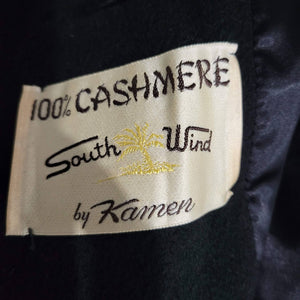 100% CASHMERE
South Wind
by Kamen